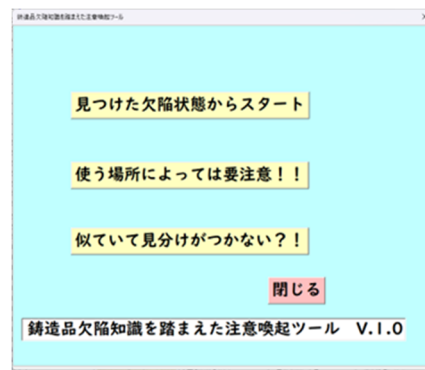 鋳造品欠陥知識を踏まえた注意喚起ツール
見つけた欠陥状態からスタート
使う場所によっては要注意！！
似ていて見分けがつかない？！
閉じる
鋳造品欠陥知識を踏まえた注意喚起ツール　V.1.0